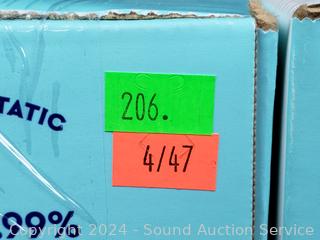 TATIC
206.
4/47
.99%
Copyright 2024 - Sound Auction Service